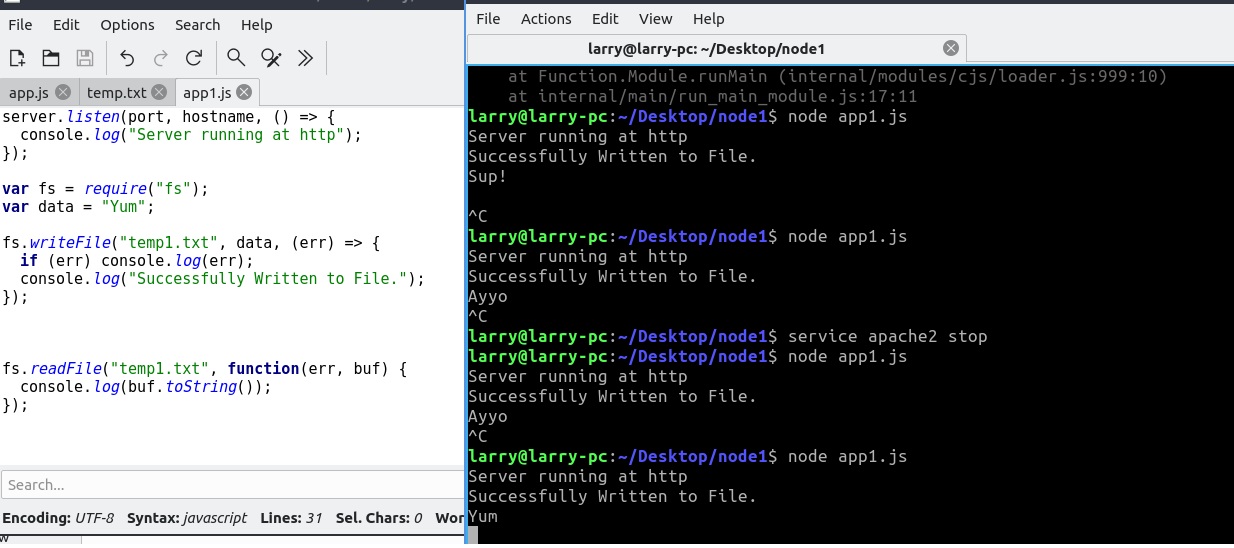 File Edit Options Search Help
app.js temp.txt app1.js
server.listen(port, hostname, () => {
  console.log("Server running at http");
});

var fs = require("fs");
var data = "Yum";

fs.writeFile("temp1.txt", data, (err) => {
  if (err) console.log(err);
  console.log("Successfully Written to File.");
});

fs.readFile("temp1.txt", function(err, buf) {
  console.log(buf.toString());
});
Search...
Encoding: UTF-8 Syntax: javascript Lines: 31 Sel. Chars: 0 Wor
w
File Actions Edit View Help
larry@larry-pc: ~/Desktop/node1
    at Function.Module.runMain (internal/modules/cjs/loader.js:999:10)
    at internal/main/run_main_module.js:17:11
larry@larry-pc:~/Desktop/node1$ node app1.js
Server running at http
Successfully Written to File.
Sup!

^C
larry@larry-pc:~/Desktop/node1$ node app1.js
Server running at http
Successfully Written to File.
Ayyo
^C
larry@larry-pc:~/Desktop/node1$ service apache2 stop
larry@larry-pc:~/Desktop/node1$ node app1.js
Server running at http
Successfully Written to File.
Ayyo
^C
larry@larry-pc:~/Desktop/node1$ node app1.js
Server running at http
Successfully Written to File.
Yum